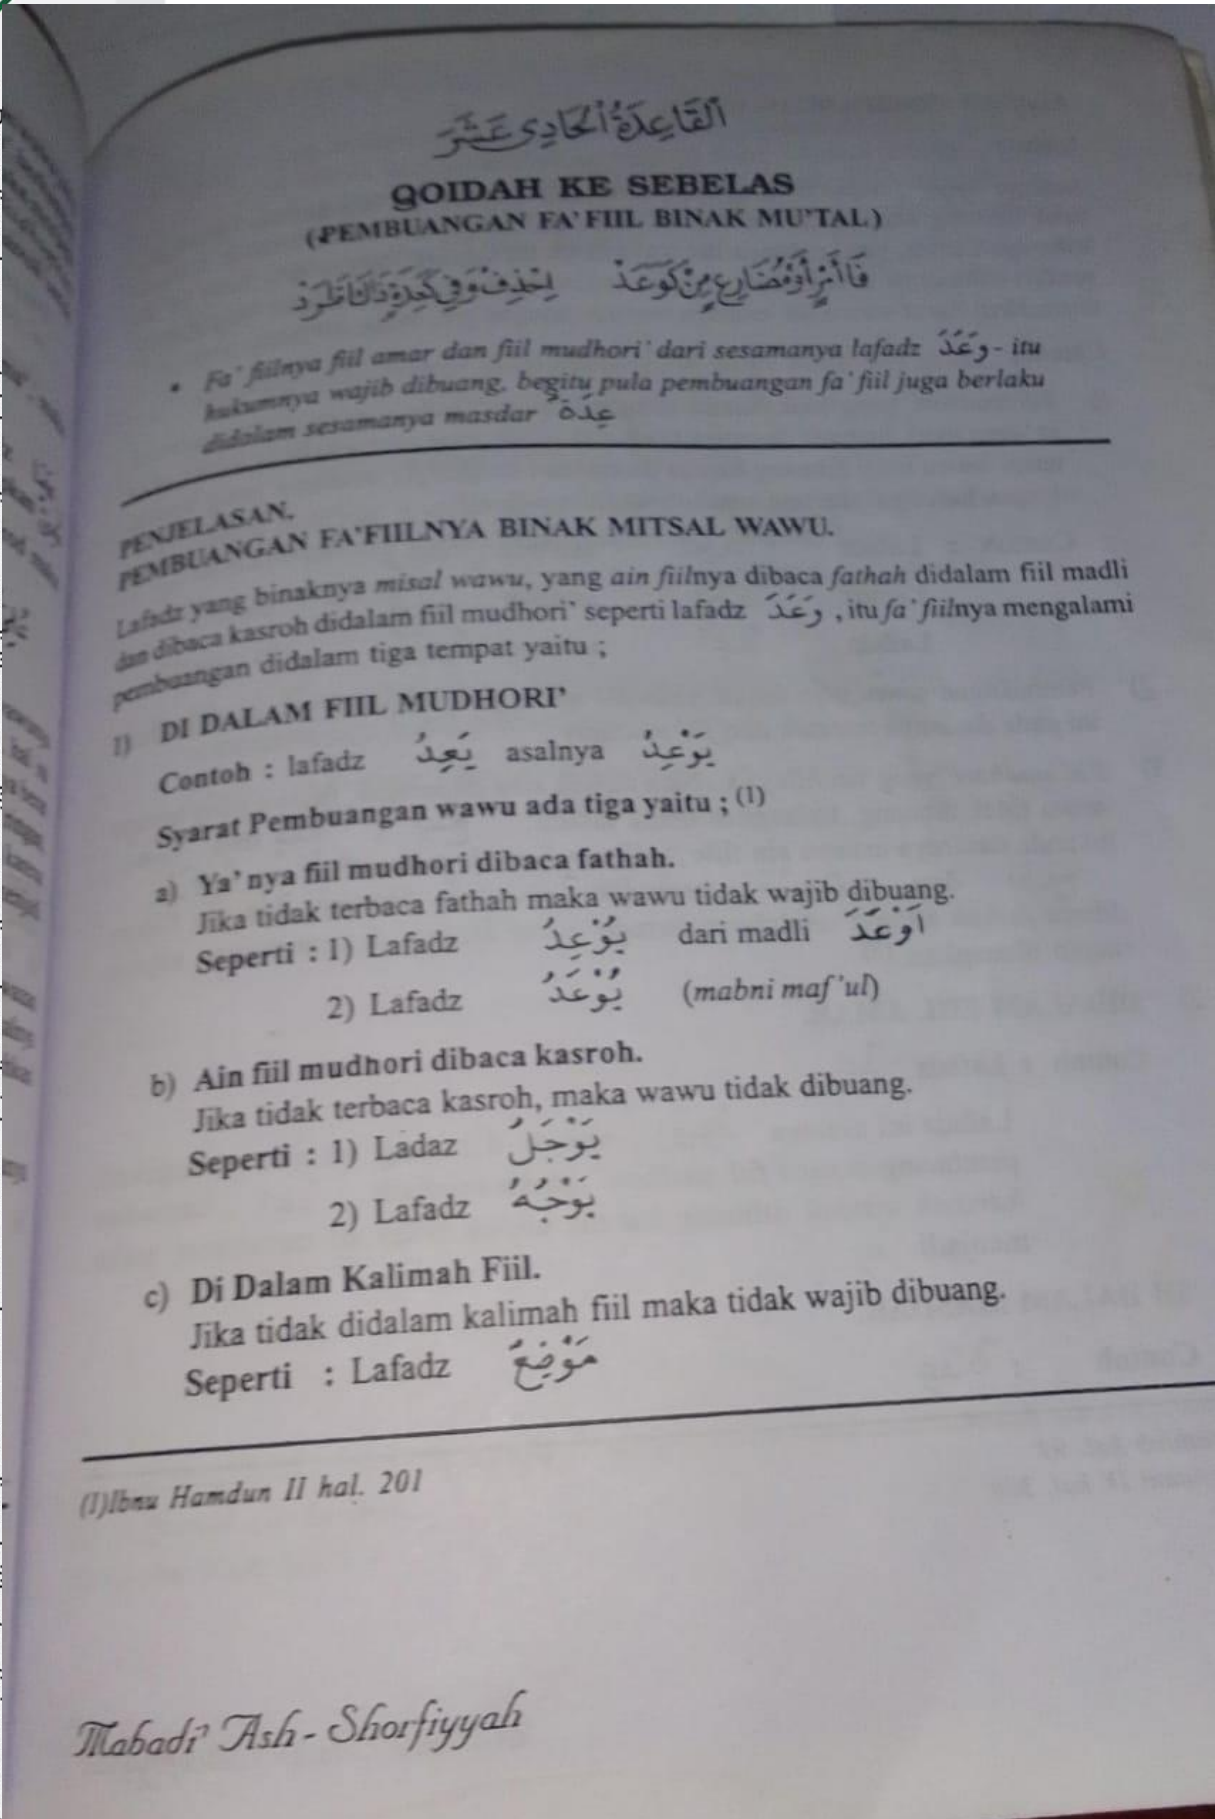 اَلْقَاعِدَةُ الْحَادِى عَشَرَ
QOIDAH KE SEBELAS
(PEMBUANGAN FA’ FIIL BINAK MU’TAL)
فَا أَمْرٍ أَوْ مُضَارِعٍ مِنْ كَوَعَدْ اِحْذِفْ وَفِي كَعِدَةٍ ذَاكَ اطَّرَدْ
• Fa’ fiilnya fiil amar dan fiil mudhori’ dari sesamanya lafadz وَعَدَ - itu
hukumnya wajib dibuang, begitu pula pembuangan fa’ fiil juga berlaku
didalam sesamanya masdar عِدَةٌ
PENJELASAN.
PEMBUANGAN FA’FIILNYA BINAK MITSAL WAWU.
Lafadz yang binaknya misal wawu, yang ain fiilnya dibaca fathah didalam fiil madli
dan dibaca kasroh didalam fiil mudhori’ seperti lafadz وَعَدَ , itu fa’ fiilnya mengalami
pembuangan didalam tiga tempat yaitu ;
1) DI DALAM FIIL MUDHORI’
Contoh : lafadz يَعِدُ asalnya يَوْعِدُ
Syarat Pembuangan wawu ada tiga yaitu ; (1)
a) Ya’nya fiil mudhori dibaca fathah.
Jika tidak terbaca fathah maka wawu tidak wajib dibuang.
Seperti : 1) Lafadz يُوْعِدُ dari madli اَوْعَدَ
2) Lafadz يُوْعَدُ (mabni maf’ul)
b) Ain fiil mudhori dibaca kasroh.
Jika tidak terbaca kasroh, maka wawu tidak dibuang.
Seperti : 1) Ladaz يَوْجَلُ
2) Lafadz يَوْجُهُ
c) Di Dalam Kalimah Fiil.
Jika tidak didalam kalimah fiil maka tidak wajib dibuang.
Seperti : Lafadz مَوْضِعٌ
(1)Ibnu Hamdun II hal. 201
Mabadi’ Ash - Shorfiyyah